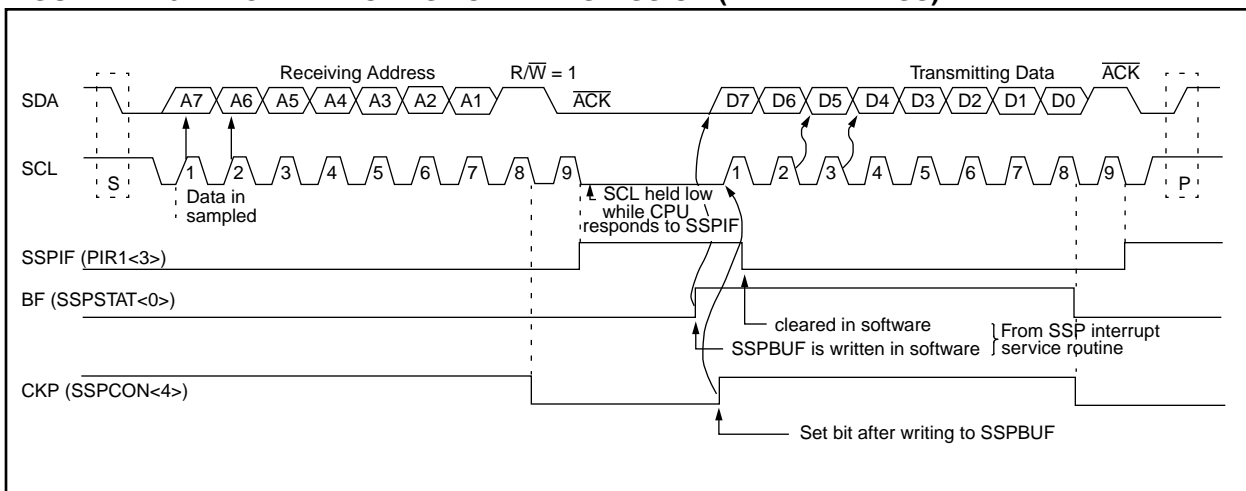 Receiving Address R/W̅ = 1 Transmitting Data A̅C̅K̅
SDA A7 A6 A5 A4 A3 A2 A1 A̅C̅K̅ D7 D6 D5 D4 D3 D2 D1 D0
SCL S 1 2 3 4 5 6 7 8 9 1 2 3 4 5 6 7 8 9 P
Data in
sampled
SCL held low
while CPU
responds to SSPIF
SSPIF (PIR1<3>)
BF (SSPSTAT<0>)
cleared in software
SSPBUF is written in software
From SSP interrupt
service routine
CKP (SSPCON<4>)
Set bit after writing to SSPBUF